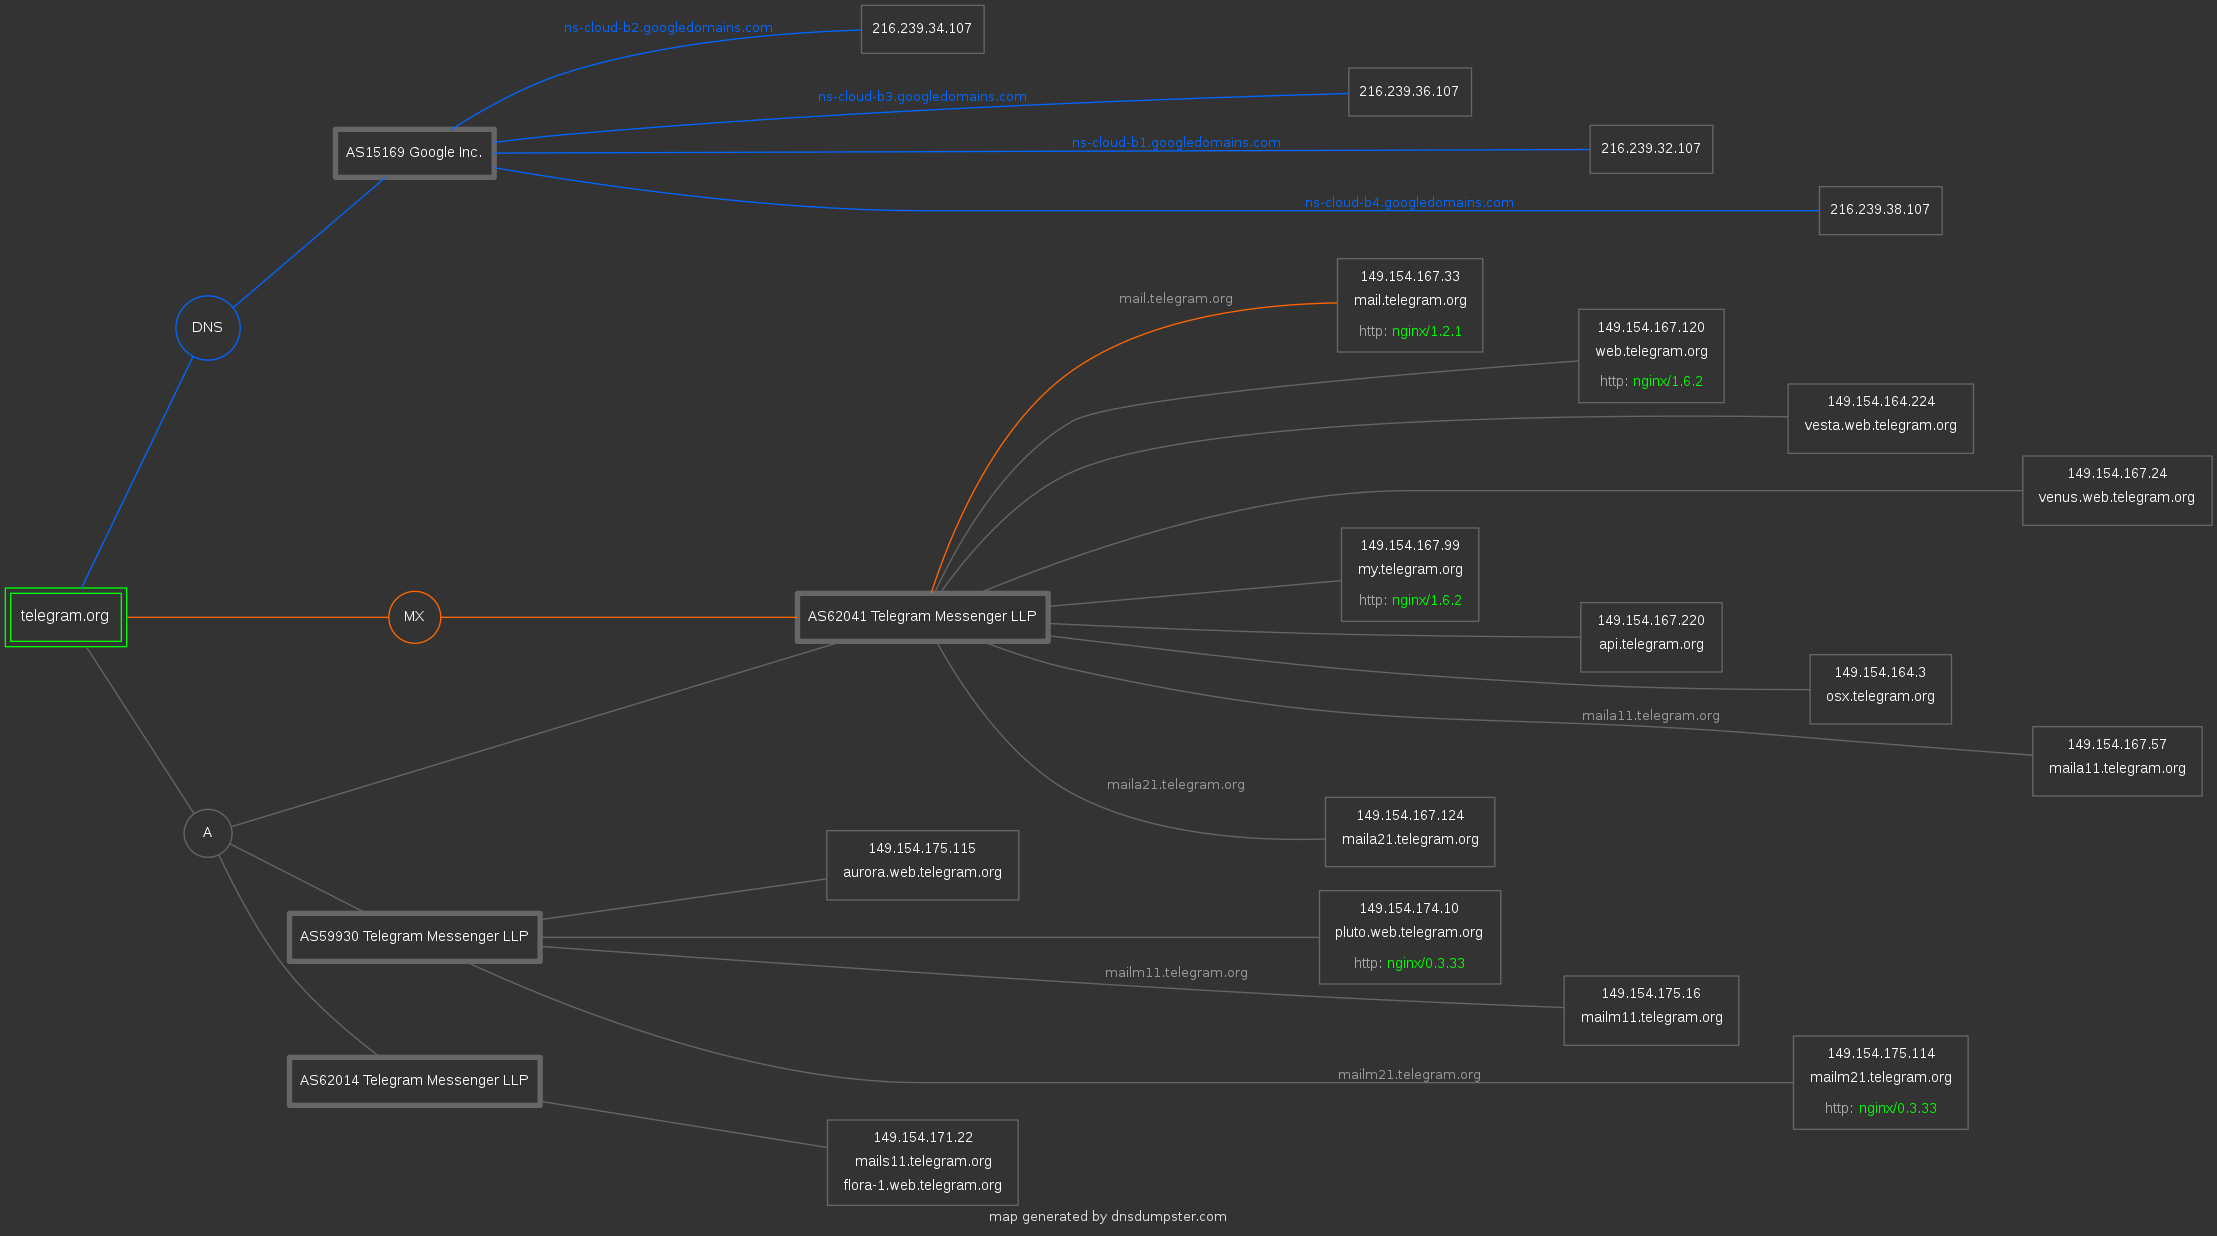 ns-cloud-b2.googledomains.com
216.239.34.107
ns-cloud-b3.googledomains.com
216.239.36.107
AS15169 Google Inc.
ns-cloud-b1.googledomains.com
216.239.32.107
ns-cloud-b4.googledomains.com
216.239.38.107
DNS
mail.telegram.org
149.154.167.33
mail.telegram.org
http: nginx/1.2.1
149.154.167.120
web.telegram.org
http: nginx/1.6.2
149.154.164.224
vesta.web.telegram.org
149.154.167.24
venus.web.telegram.org
telegram.org
MX
AS62041 Telegram Messenger LLP
149.154.167.99
my.telegram.org
http: nginx/1.6.2
149.154.167.220
api.telegram.org
149.154.164.3
osx.telegram.org
maila11.telegram.org
149.154.167.57
maila11.telegram.org
maila21.telegram.org
149.154.167.124
maila21.telegram.org
A
149.154.175.115
aurora.web.telegram.org
AS59930 Telegram Messenger LLP
149.154.174.10
pluto.web.telegram.org
http: nginx/0.3.33
mailm11.telegram.org
149.154.175.16
mailm11.telegram.org
mailm21.telegram.org
149.154.175.114
mailm21.telegram.org
http: nginx/0.3.33
AS62014 Telegram Messenger LLP
149.154.171.22
mails11.telegram.org
flora-1.web.telegram.org
map generated by dnsdumpster.com